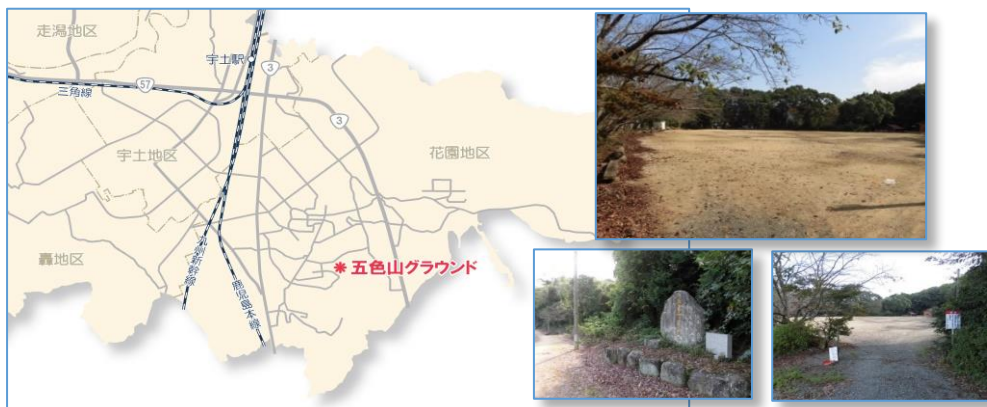 走潟地区
宇土駅
3
57
三角線
3
宇土地区
花園地区
轟地区
五色山グラウンド
九州新幹線
鹿児島本線